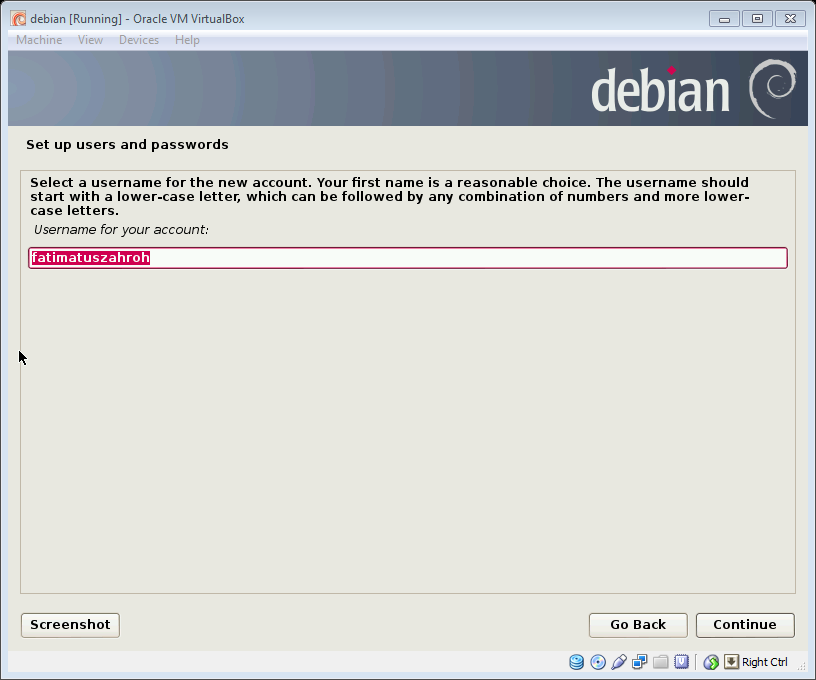 debian [Running] - Oracle VM VirtualBox
Machine View Devices Help
debian
Set up users and passwords
Select a username for the new account. Your first name is a reasonable choice. The username should
start with a lower-case letter, which can be followed by any combination of numbers and more lower-
case letters.
Username for your account:
fatimatuszahroh
Screenshot Go Back Continue
Right Ctrl